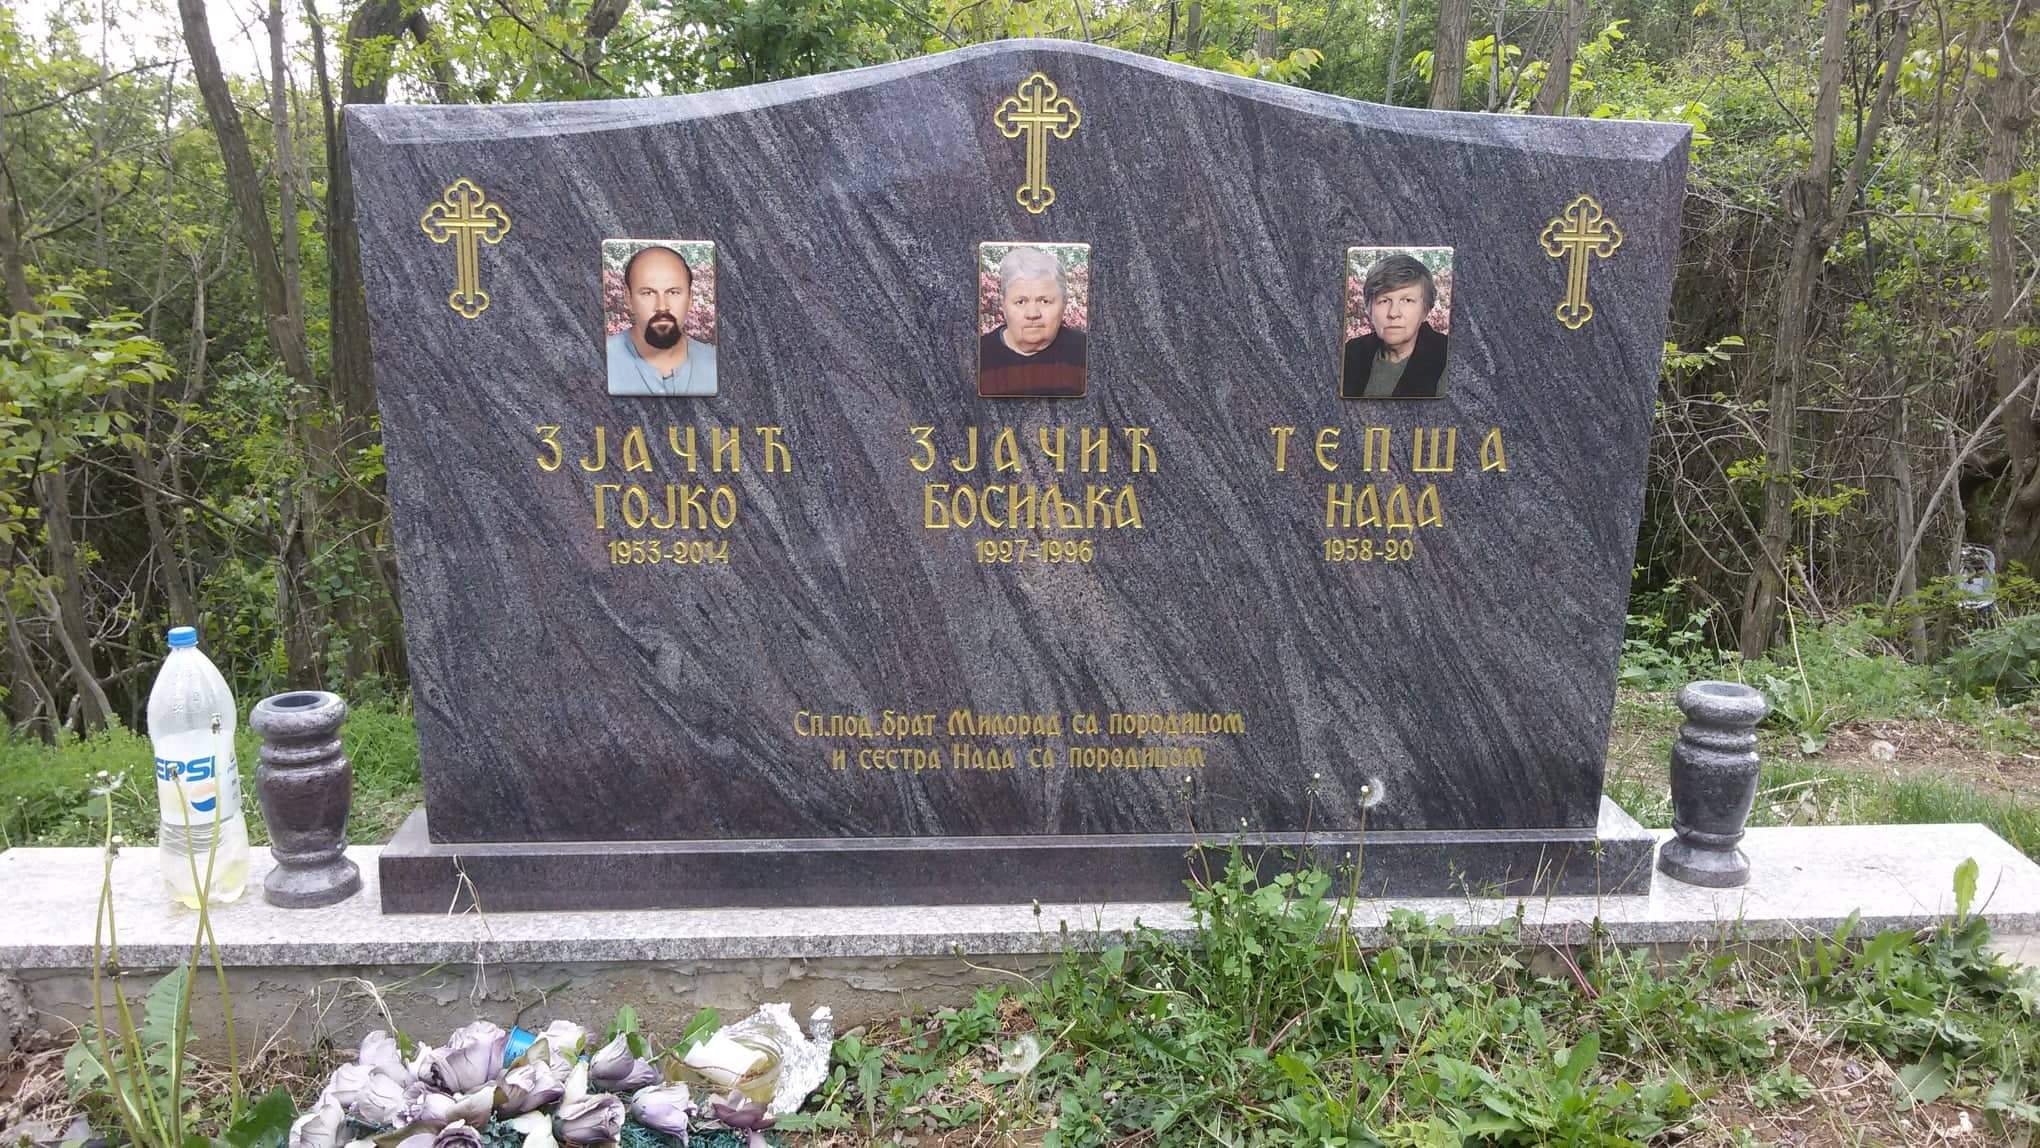 ЗЈАЧИЋ
ГОЈКО
1953-2014
ЗЈАЧИЋ
БОСИЉКА
1927-1996
ТЕПША
НАДА
1958-20
Сп.под.брат Милорад са породицом
и сестра Нада са породицом
EPSI